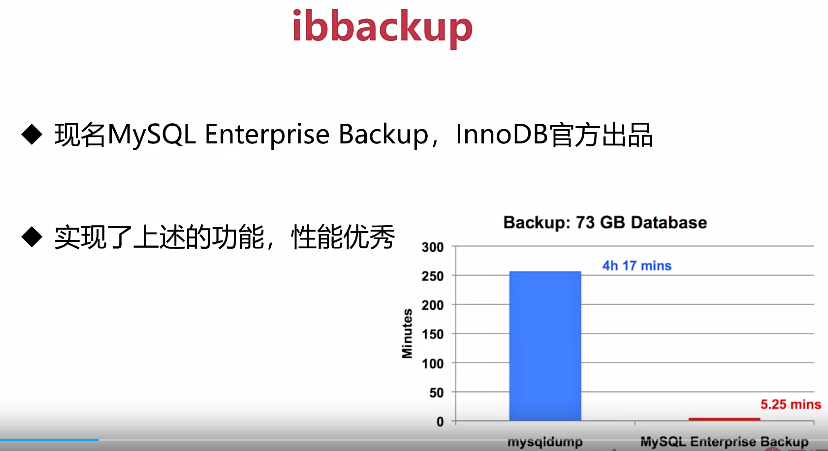 ibbackup
◆ 现名MySQL Enterprise Backup，InnoDB官方出品
◆ 实现了上述的功能，性能优秀
Backup: 73 GB Database
300
250
200
150
100
50
0
Minutes
4h 17 mins
5.25 mins
mysqldump
MySQL Enterprise Backup